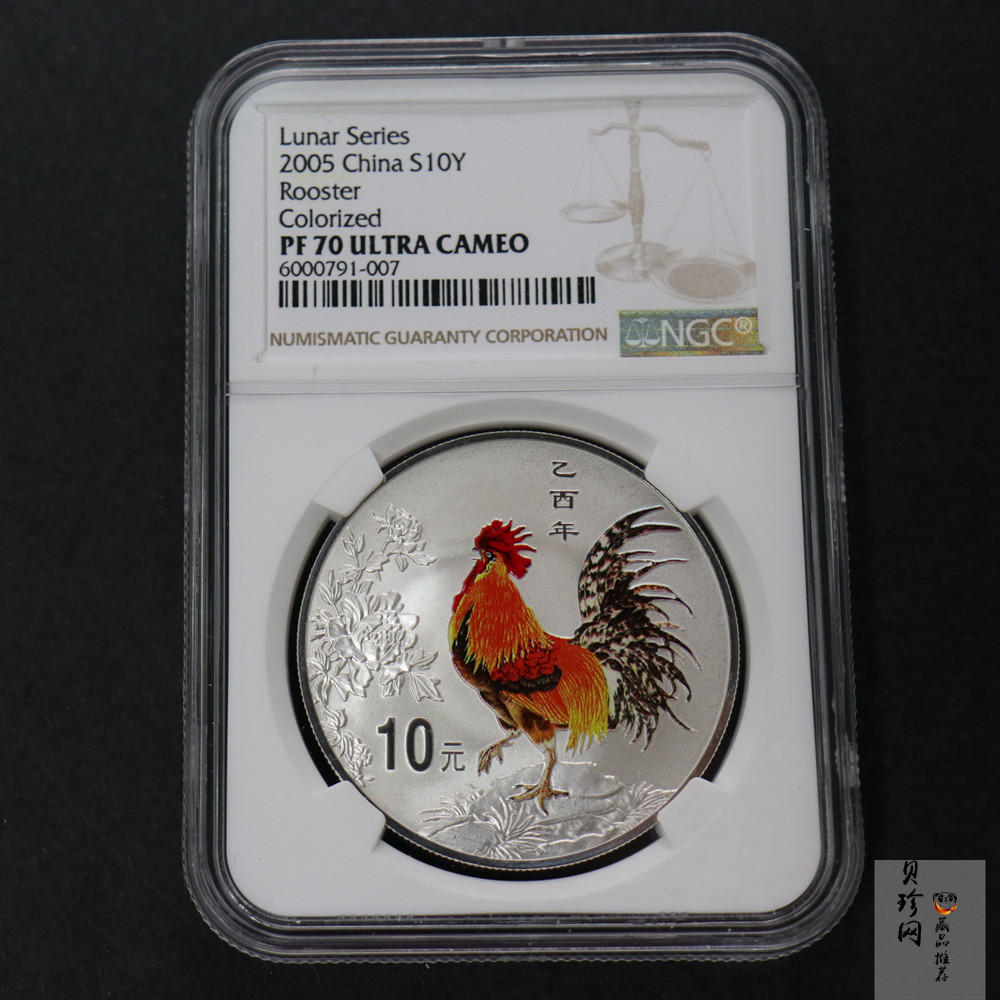 Lunar Series
2005 China S10Y
Rooster
Colorized
PF 70 ULTRA CAMEO
6000791-007
NUMISMATIC GUARANTY CORPORATION
NGC®
乙酉年
10元
贝珍网
藏品推荐